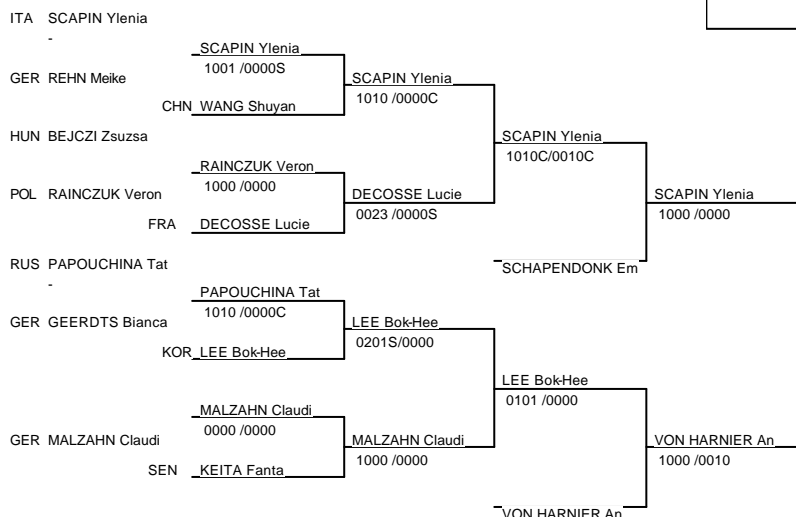 ITA SCAPIN Ylenia
-
SCAPIN Ylenia
1001 /0000S
GER REHN Meike
SCAPIN Ylenia
1010 /0000C
CHN WANG Shuyan
HUN BEJCZI Zsuzsa
SCAPIN Ylenia
1010C/0010C
RAINCZUK Veron
1000 /0000
POL RAINCZUK Veron
DECOSSE Lucie
0023 /0000S
SCAPIN Ylenia
1000 /0000
FRA DECOSSE Lucie
RUS PAPOUCHINA Tat
-
SCHAPENDONK Em
PAPOUCHINA Tat
1010 /0000C
GER GEERDTS Bianca
LEE Bok-Hee
0201S/0000
KOR LEE Bok-Hee
LEE Bok-Hee
0101 /0000
MALZAHN Claudi
0000 /0000
GER MALZAHN Claudi
MALZAHN Claudi
1000 /0000
VON HARNIER An
1000 /0010
SEN KEITA Fanta
VON HARNIER An